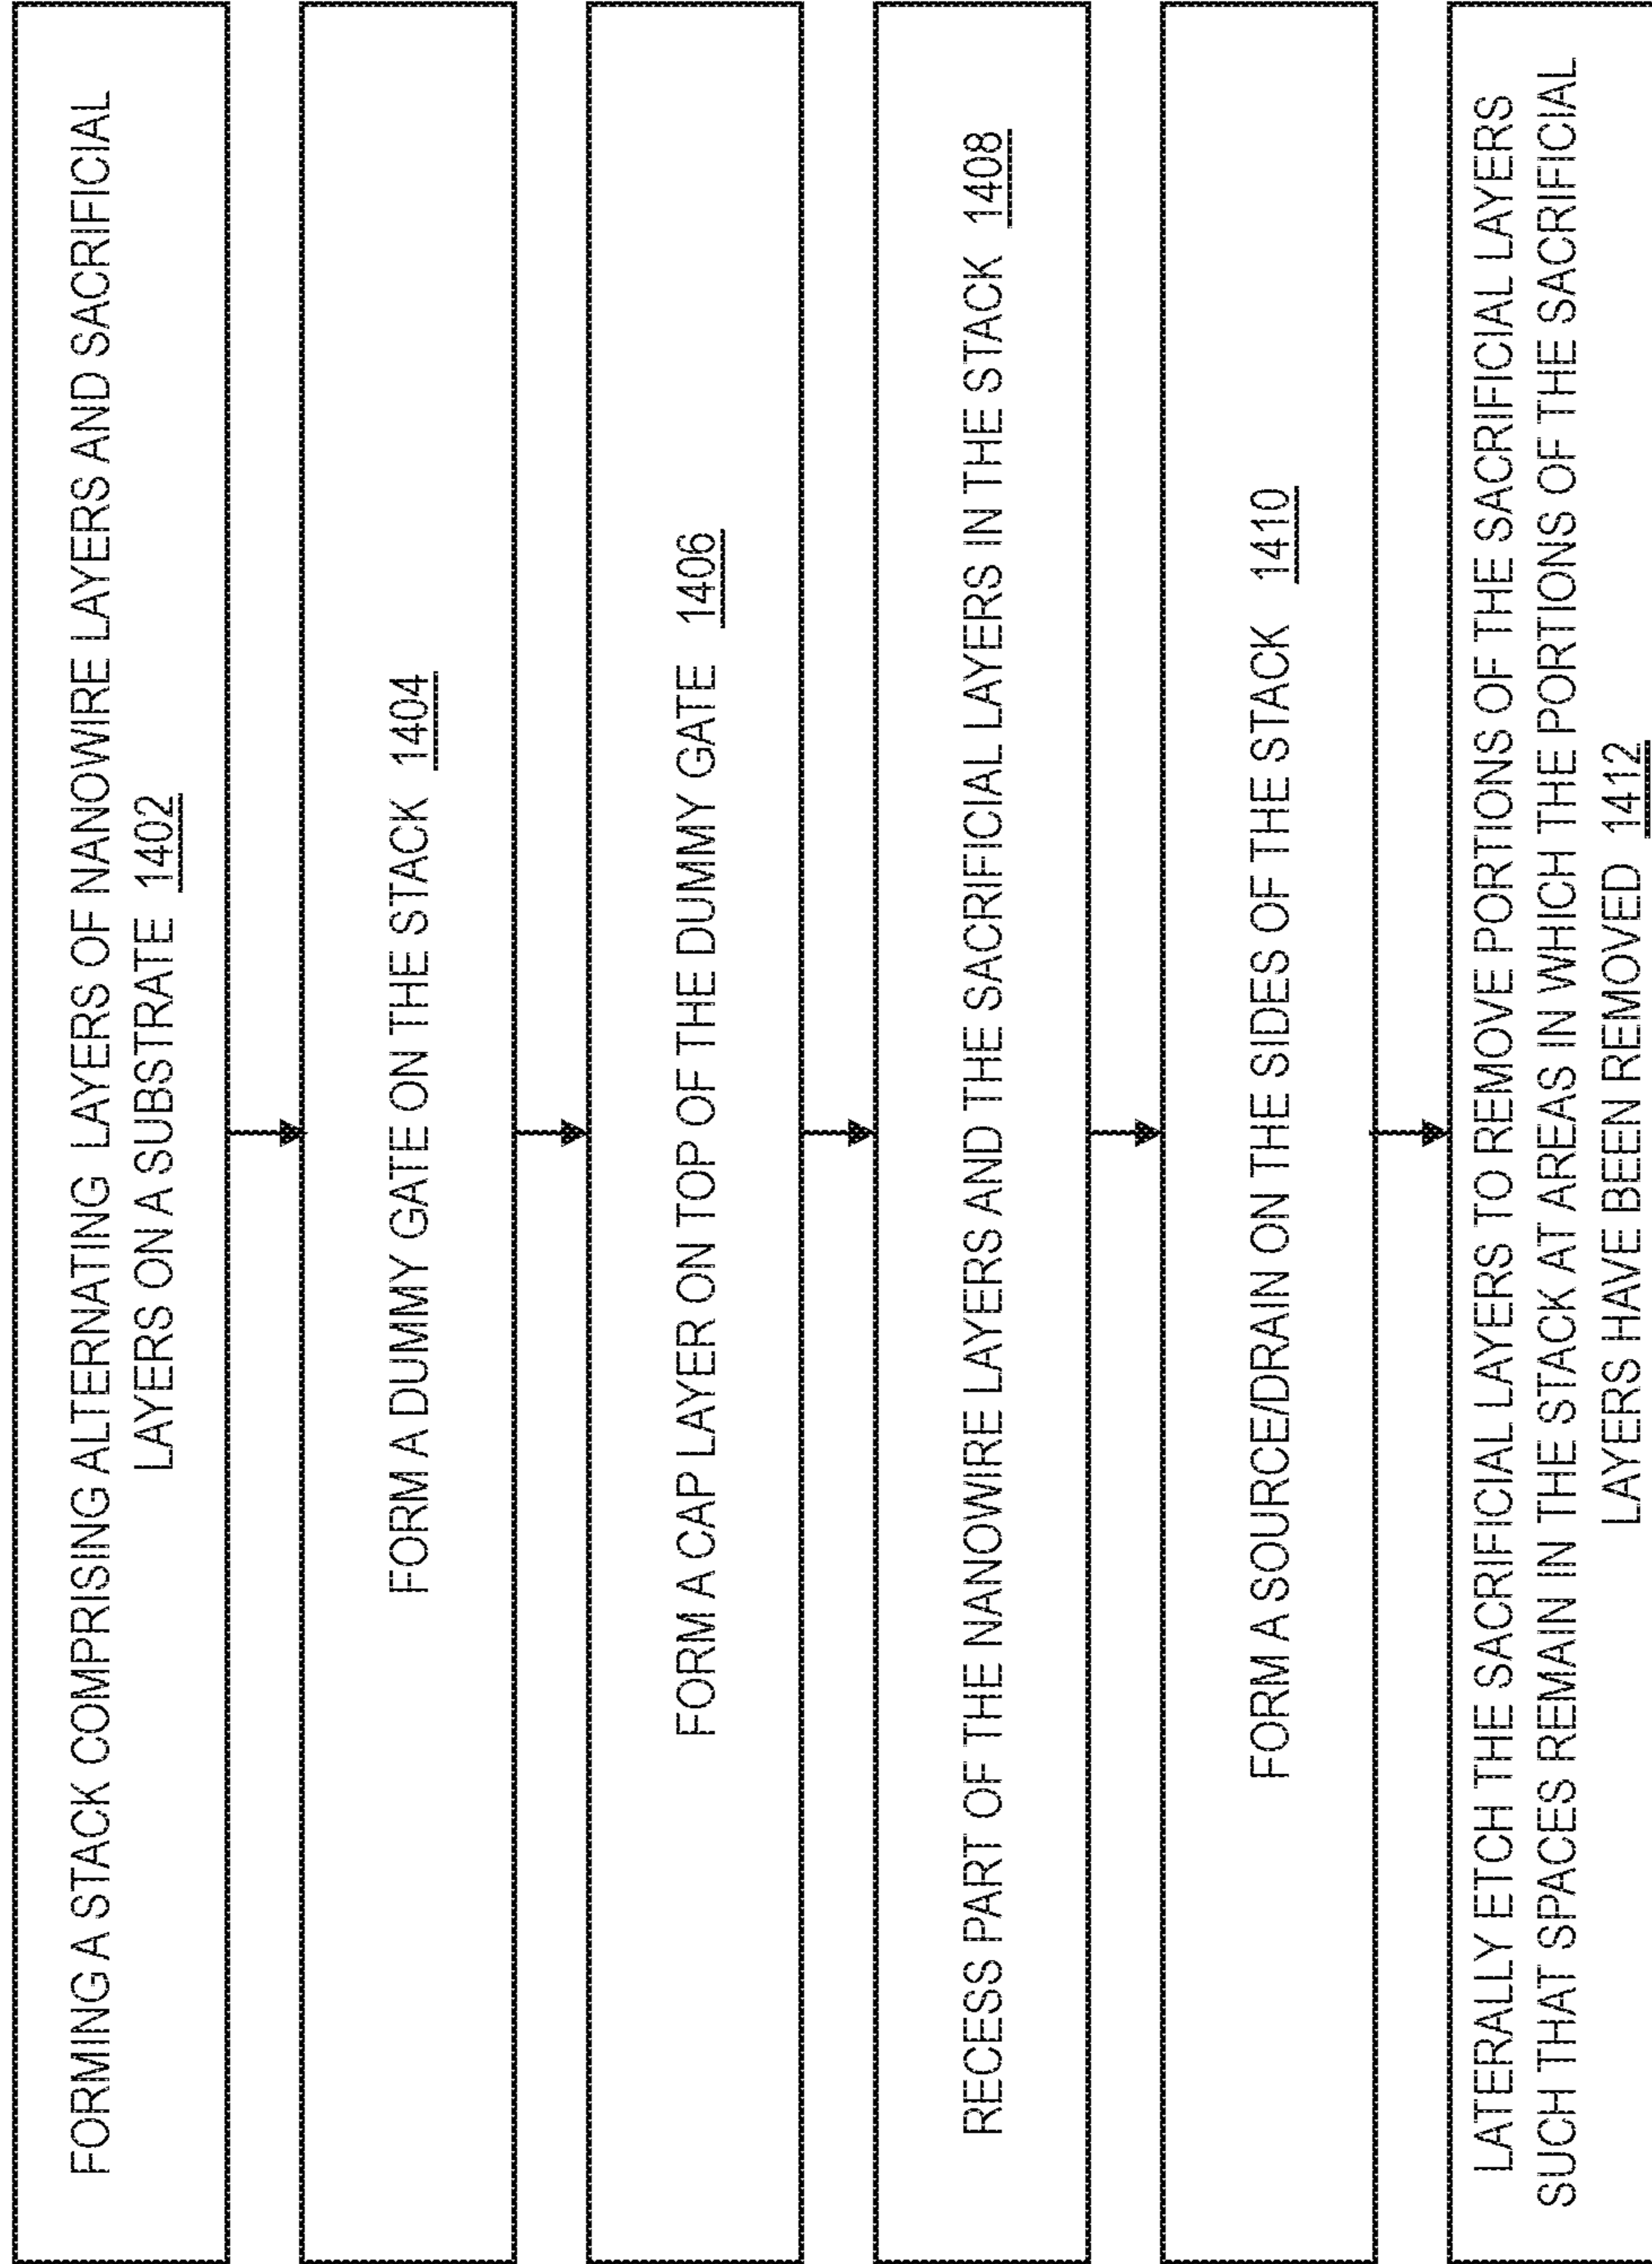 FORMING A STACK COMPRISING ALTERNATING LAYERS OF NANOWIRE LAYERS AND SACRIFICIAL
LAYERS ON A SUBSTRATE 1402
FORM A DUMMY GATE ON THE STACK 1404
FORM A CAP LAYER ON TOP OF THE DUMMY GATE 1406
RECESS PART OF THE NANOWIRE LAYERS AND THE SACRIFICIAL LAYERS IN THE STACK 1408
FORM A SOURCE/DRAIN ON THE SIDES OF THE STACK 1410
LATERALLY ETCH THE SACRIFICIAL LAYERS TO REMOVE PORTIONS OF THE SACRIFICIAL LAYERS
SUCH THAT SPACES REMAIN IN THE STACK AT AREAS IN WHICH THE PORTIONS OF THE SACRIFICIAL
LAYERS HAVE BEEN REMOVED 1412